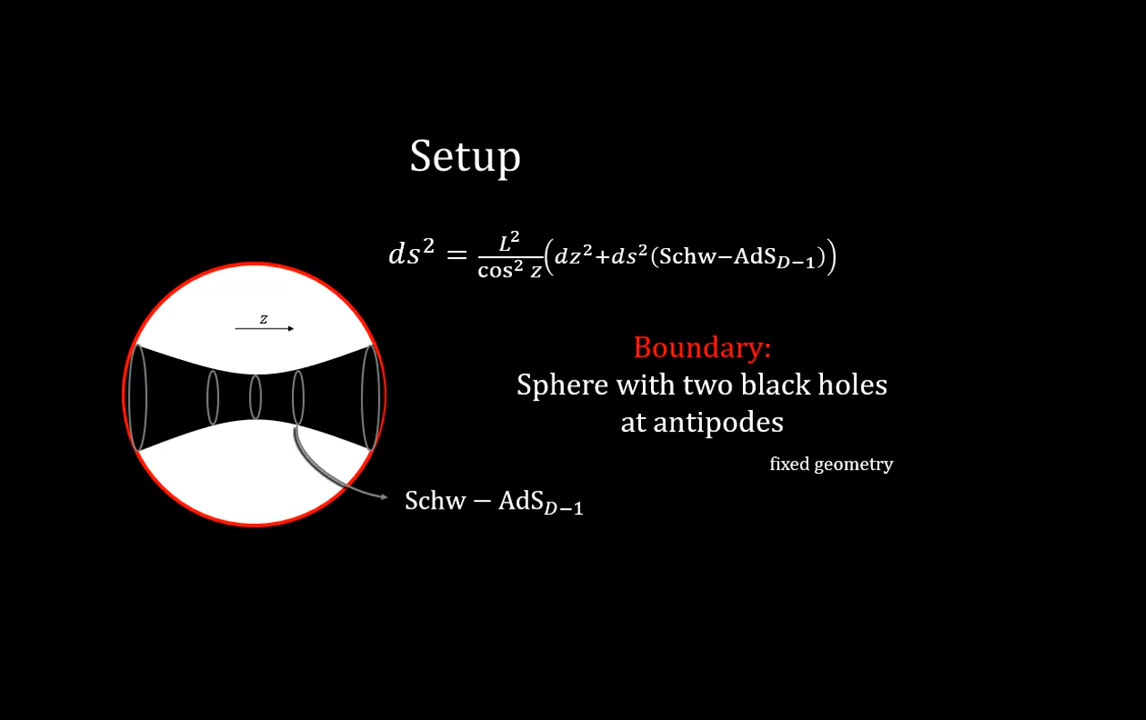 Setup
ds² = L²/cos² z (dz²+ds²(Schw−AdS_{D−1}))
z
Boundary:
Sphere with two black holes
at antipodes
fixed geometry
Schw − AdS_{D−1}